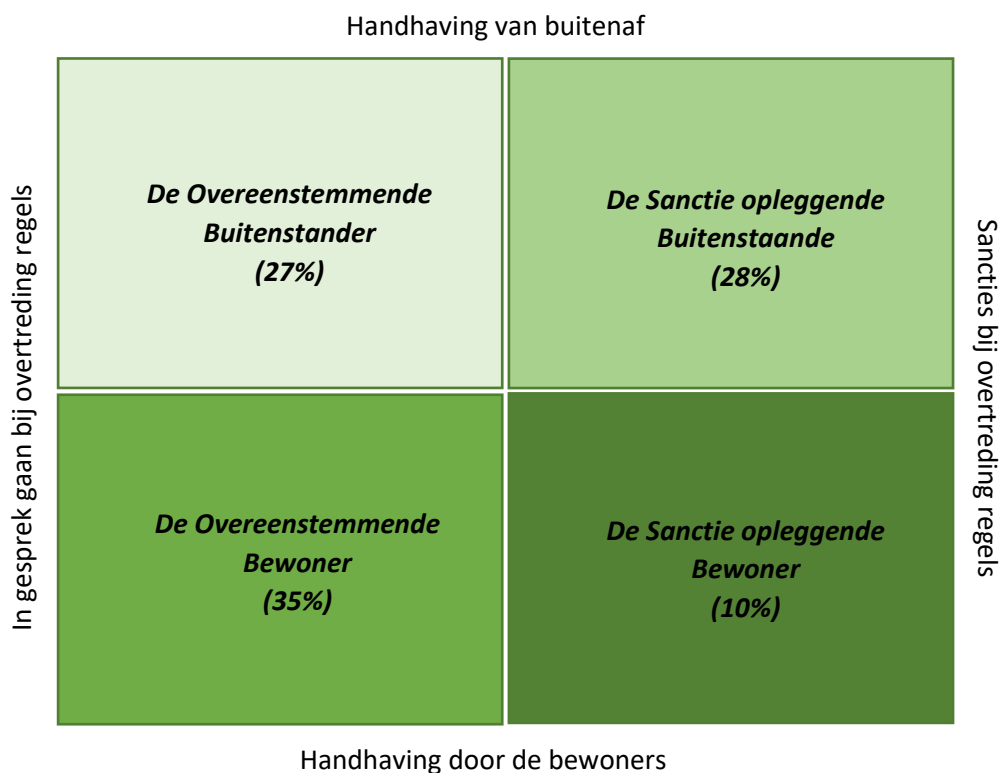 Handhaving van buitenaf
In gesprek gaan bij overtreding regels
De Overeenstemmende
Buitenstander
(27%)
De Sanctie opleggende
Buitenstaande
(28%)
Sancties bij overtreding regels
De Overeenstemmende
Bewoner
(35%)
De Sanctie opleggende
Bewoner
(10%)
Handhaving door de bewoners